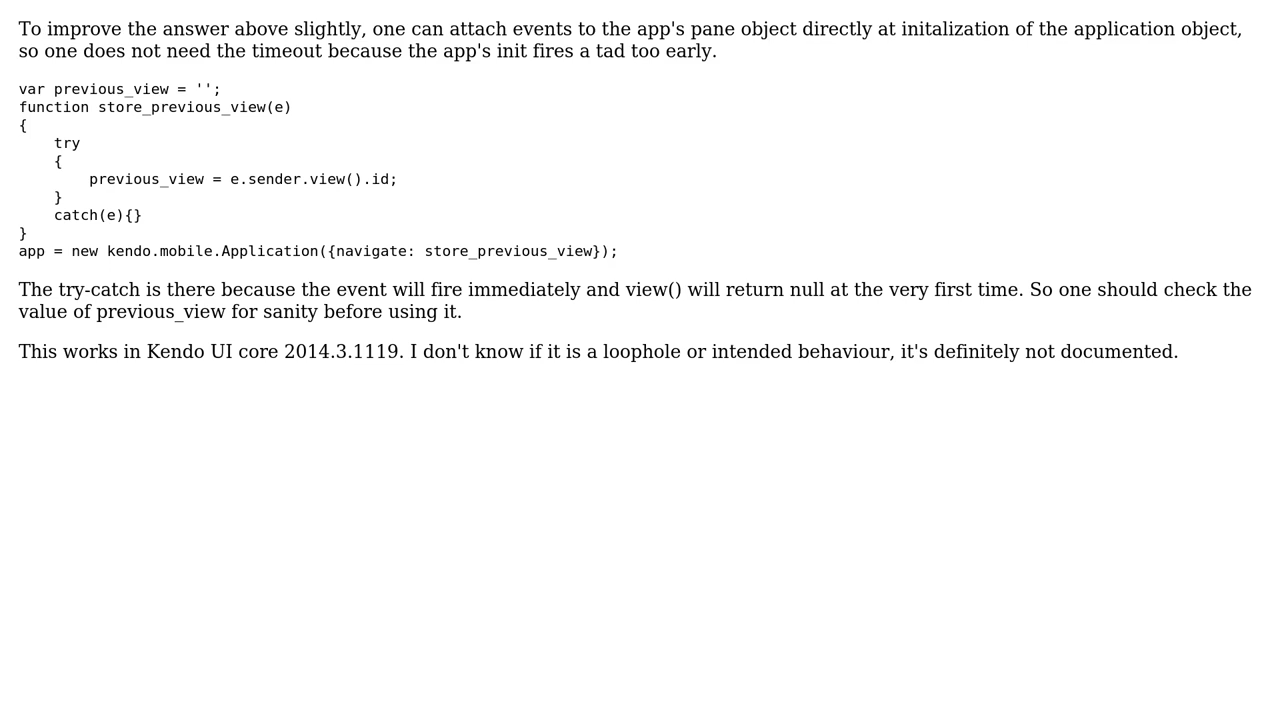 To improve the answer above slightly, one can attach events to the app's pane object directly at initalization of the application object,
so one does not need the timeout because the app's init fires a tad too early.
var previous_view = '';
function store_previous_view(e)
{
    try
    {
        previous_view = e.sender.view().id;
    }
    catch(e){}
}
app = new kendo.mobile.Application({navigate: store_previous_view});
The try-catch is there because the event will fire immediately and view() will return null at the very first time. So one should check the
value of previous_view for sanity before using it.
This works in Kendo UI core 2014.3.1119. I don't know if it is a loophole or intended behaviour, it's definitely not documented.